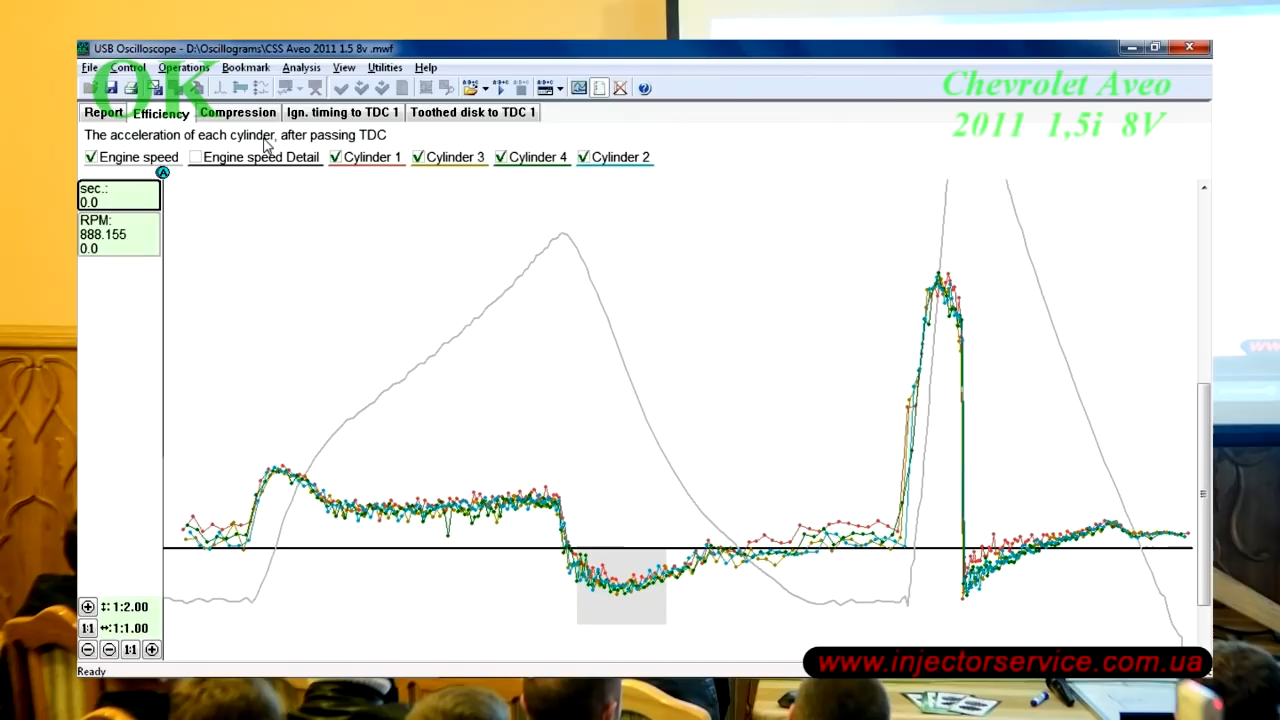 USB Oscilloscope - D:\Oscillograms\CSS Aveo 2011 1.5 8v .mwf
File Control Operations Bookmark Analysis View Utilities Help
OK
Chevrolet Aveo
2011 1,5i 8V
Report Efficiency Compression Ign. timing to TDC 1 Toothed disk to TDC 1
The acceleration of each cylinder, after passing TDC
Engine speed Engine speed Detail Cylinder 1 Cylinder 3 Cylinder 4 Cylinder 2
A
sec.:
0.0
RPM:
888.155
0.0
1:2.00
1:1 1:1.00
1:1
Ready
www.injectorservice.com.ua